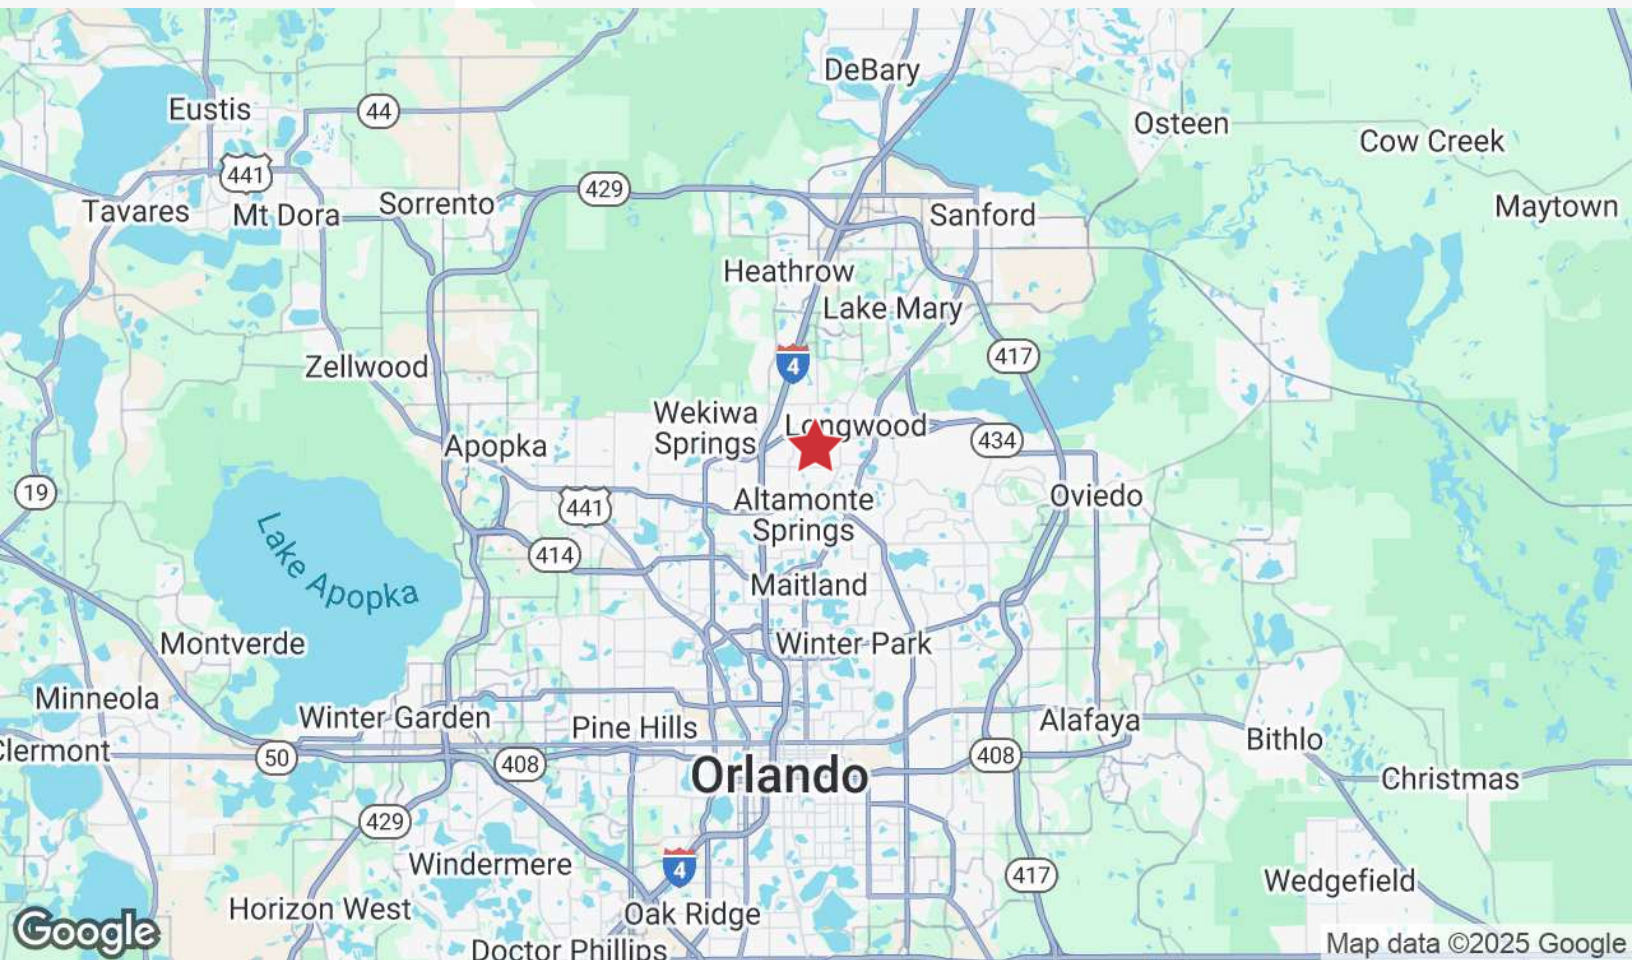 DeBary
Eustis
44
Osteen
Cow Creek
441
429
Tavares
Mt Dora
Sorrento
Sanford
Maytown
Heathrow
Lake Mary
Zellwood
4
417
Wekiwa
Springs
Longwood
Apopka
434
19
441
Altamonte
Springs
Oviedo
Lake Apopka
414
Maitland
Montverde
Winter Park
Minneola
Winter Garden
Pine Hills
Alafaya
Clermont
50
408
Orlando
408
Bithlo
Christmas
429
Windermere
4
417
Wedgefield
Horizon West
Oak Ridge
Google
Doctor Phillips
Map data ©2025 Google